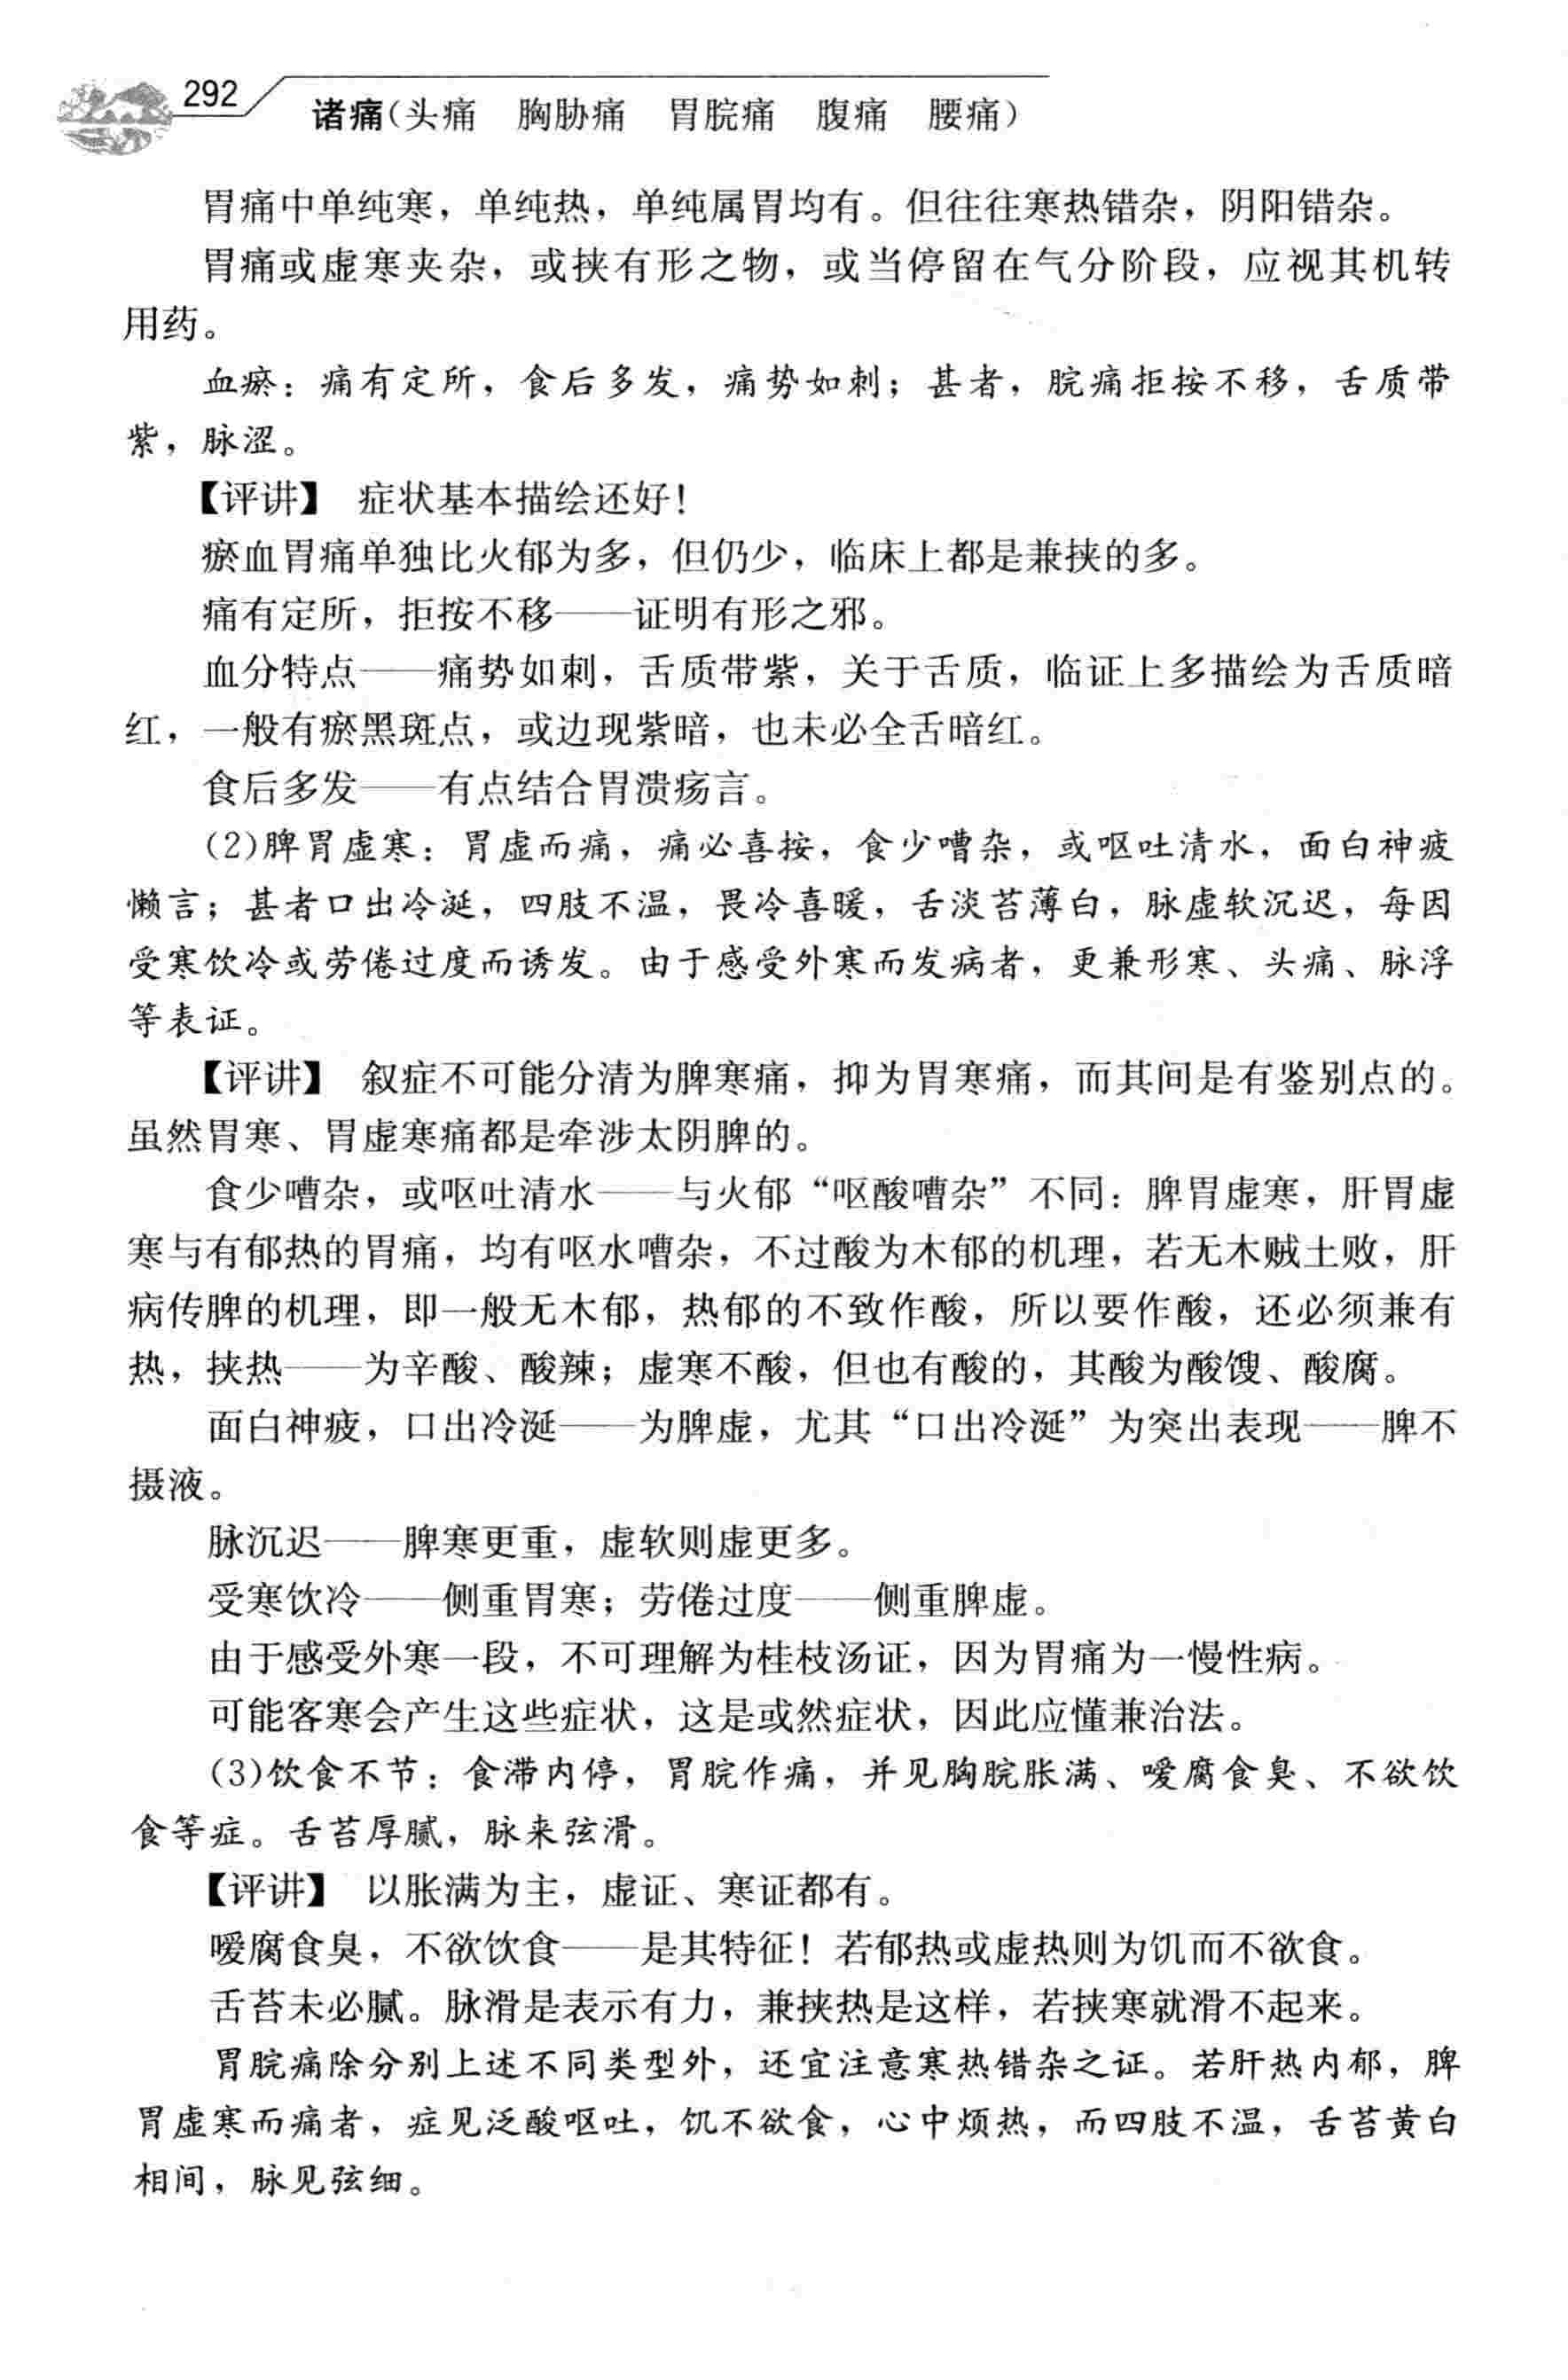 292
诸痛(头痛 胸胁痛 胃脘痛 腹痛 腰痛)
胃痛中单纯寒，单纯热，单纯属胃均有。但往往寒热错杂，阴阳错杂。
胃痛或虚寒夹杂，或挟有形之物，或当停留在气分阶段，应视其机转
用药。
血瘀：痛有定所，食后多发，痛势如刺；甚者，脘痛拒按不移，舌质带
紫，脉涩。
【评讲】 症状基本描绘还好！
瘀血胃痛单独比火郁为多，但仍少，临床上都是兼挟的多。
痛有定所，拒按不移——证明有形之邪。
血分特点——痛势如刺，舌质带紫，关于舌质，临证上多描绘为舌质暗
红，一般有瘀黑斑点，或边现紫暗，也未必全舌暗红。
食后多发——有点结合胃溃疡言。
(2)脾胃虚寒：胃虚而痛，痛必喜按，食少嘈杂，或呕吐清水，面白神疲
懒言；甚者口出冷涎，四肢不温，畏冷喜暖，舌淡苔薄白，脉虚软沉迟，每因
受寒饮冷或劳倦过度而诱发。由于感受外寒而发病者，更兼形寒、头痛、脉浮
等表证。
【评讲】 叙症不可能分清为脾寒痛，抑为胃寒痛，而其间是有鉴别点的。
虽然胃寒、胃虚寒痛都是牵涉太阴脾的。
食少嘈杂，或呕吐清水——与火郁“呕酸嘈杂”不同：脾胃虚寒，肝胃虚
寒与有郁热的胃痛，均有呕水嘈杂，不过酸为木郁的机理，若无木贼土败，肝
病传脾的机理，即一般无木郁，热郁的不致作酸，所以要作酸，还必须兼有
热，挟热——为辛酸、酸辣；虚寒不酸，但也有酸的，其酸为酸馊、酸腐。
面白神疲，口出冷涎——为脾虚，尤其“口出冷涎”为突出表现——脾不
摄液。
脉沉迟——脾寒更重，虚软则虚更多。
受寒饮冷——侧重胃寒；劳倦过度——侧重脾虚。
由于感受外寒一段，不可理解为桂枝汤证，因为胃痛为一慢性病。
可能客寒会产生这些症状，这是或然症状，因此应懂兼治法。
(3)饮食不节：食滞内停，胃脘作痛，并见胸脘胀满、嗳腐食臭、不欲饮
食等症。舌苔厚腻，脉来弦滑。
【评讲】 以胀满为主，虚证、寒证都有。
嗳腐食臭，不欲饮食——是其特征！若郁热或虚热则为饥而不欲食。
舌苔未必腻。脉滑是表示有力，兼挟热是这样，若挟寒就滑不起来。
胃脘痛除分别上述不同类型外，还宜注意寒热错杂之证。若肝热内郁，脾
胃虚寒而痛者，症见泛酸呕吐，饥不欲食，心中烦热，而四肢不温，舌苔黄白
相间，脉见弦细。